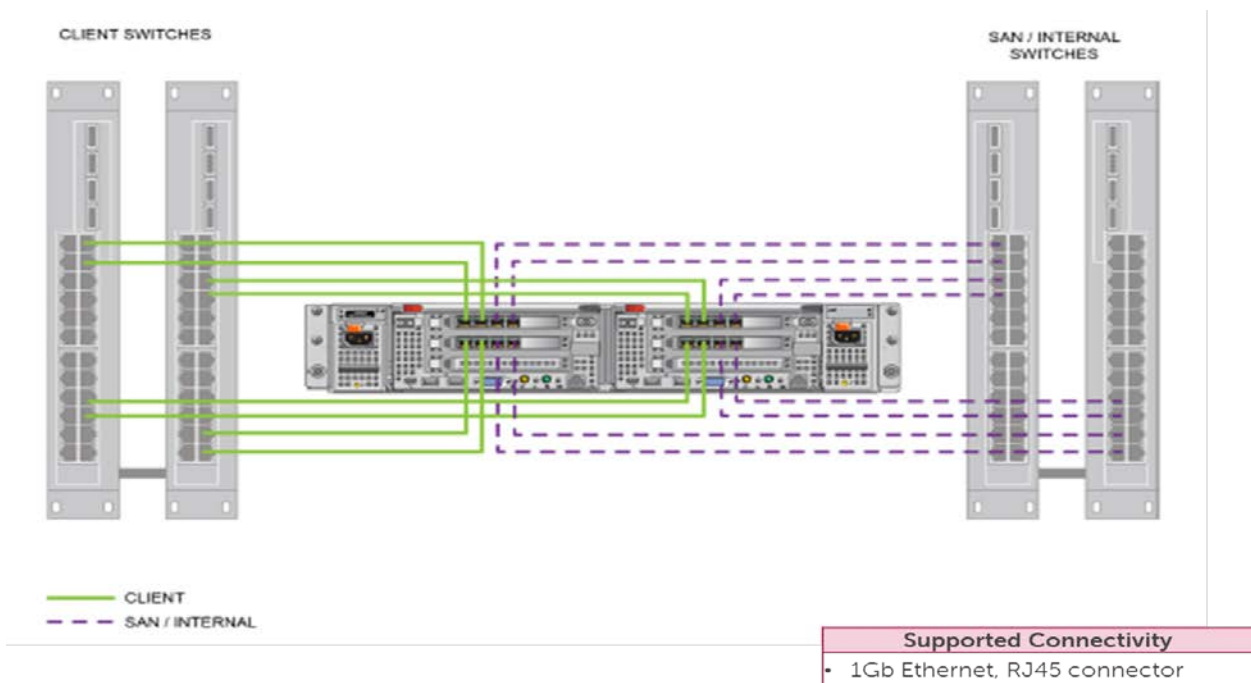 CLIENT SWITCHES
SAN / INTERNAL
SWITCHES
CLIENT
SAN / INTERNAL
Supported Connectivity
• 1Gb Ethernet, RJ45 connector